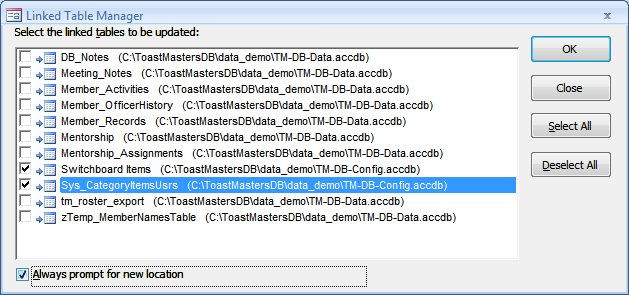 Linked Table Manager
Select the linked tables to be updated:
DB_Notes (C:\ToastMastersDB\data_demo\TM-DB-Data.accdb)
Meeting_Notes (C:\ToastMastersDB\data_demo\TM-DB-Data.accdb)
Member_Activities (C:\ToastMastersDB\data_demo\TM-DB-Data.accdb)
Member_OfficerHistory (C:\ToastMastersDB\data_demo\TM-DB-Data.accdb)
Member_Records (C:\ToastMastersDB\data_demo\TM-DB-Data.accdb)
Mentorship (C:\ToastMastersDB\data_demo\TM-DB-Data.accdb)
Mentorship_Assignments (C:\ToastMastersDB\data_demo\TM-DB-Data.accdb)
Switchboard Items (C:\ToastMastersDB\data_demo\TM-DB-Config.accdb)
Sys_CategoryItemsUsrs (C:\ToastMastersDB\data_demo\TM-DB-Config.accdb)
tm_roster_export (C:\ToastMastersDB\data_demo\TM-DB-Data.accdb)
zTemp_MemberNamesTable (C:\ToastMastersDB\data_demo\TM-DB-Data.accdb)
Always prompt for new location
OK
Close
Select All
Deselect All